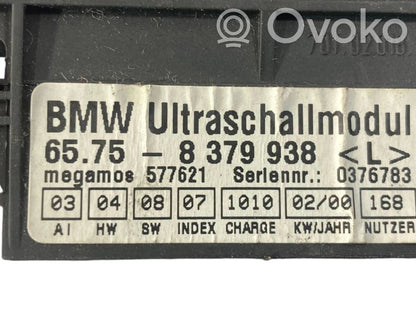 Ovoko
BMW Ultraschallmodul
65.75 - 8 379 938 <L>
megamos 577621 Seriennr.: 0376783
03 04 08 07 1010 02/00 168
AI HW SW INDEX CHARGE KW/JAHR NUTZER